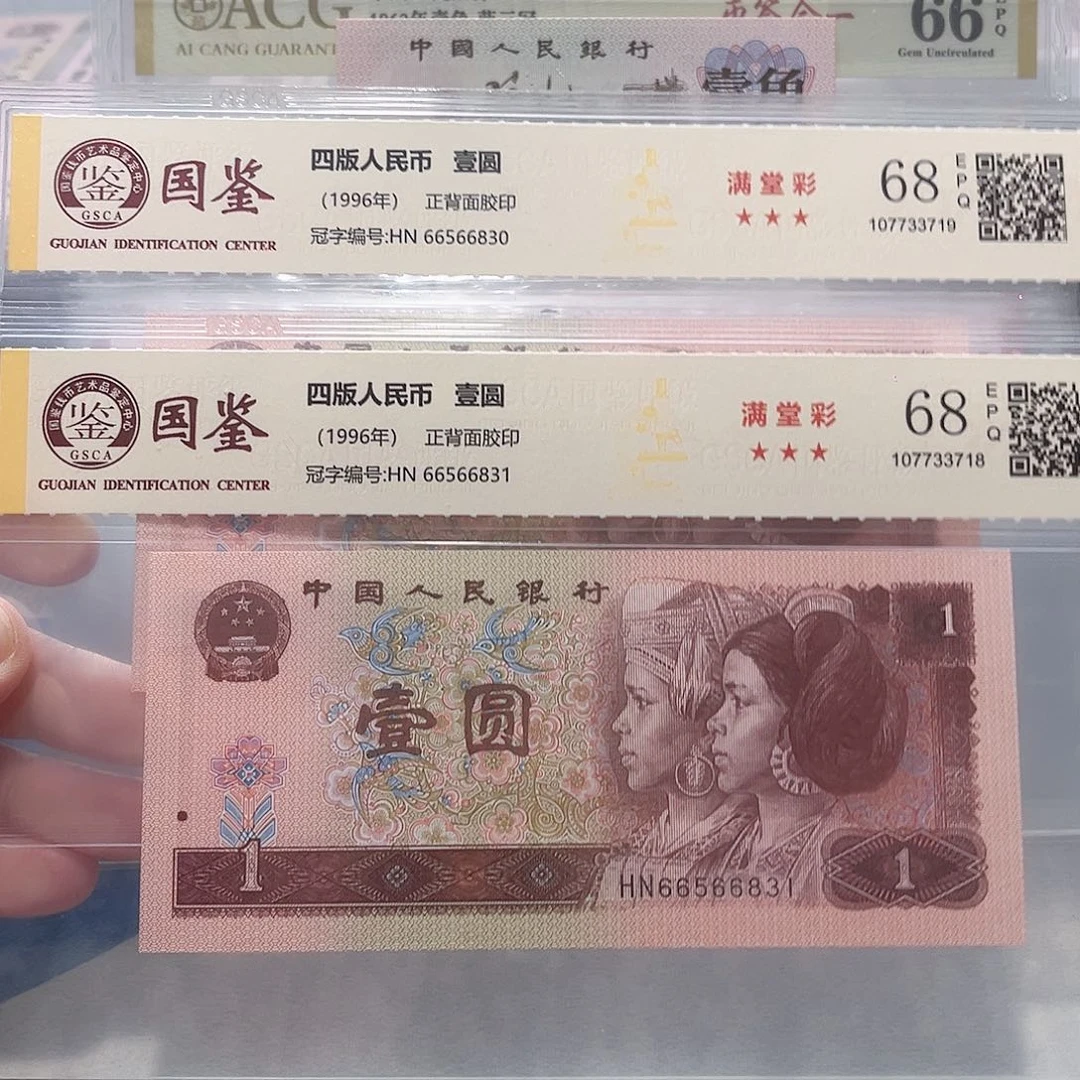 ACG
AI CANG GUARANT
66
EPQ
Gem Uncirculated
中國人民銀行
壹角
国鉴
GSCA
GUOJIAN IDENTIFICATION CENTER
四版人民币 壹圆
(1996年) 正背面胶印
冠字编号:HN 66566830
满堂彩
★★★
68
EPQ
107733719
国鉴
GSCA
GUOJIAN IDENTIFICATION CENTER
四版人民币 壹圆
(1996年) 正背面胶印
冠字编号:HN 66566831
满堂彩
★★★
68
EPQ
107733718
中国人民银行
1
壹圆
1
HN66566831
1